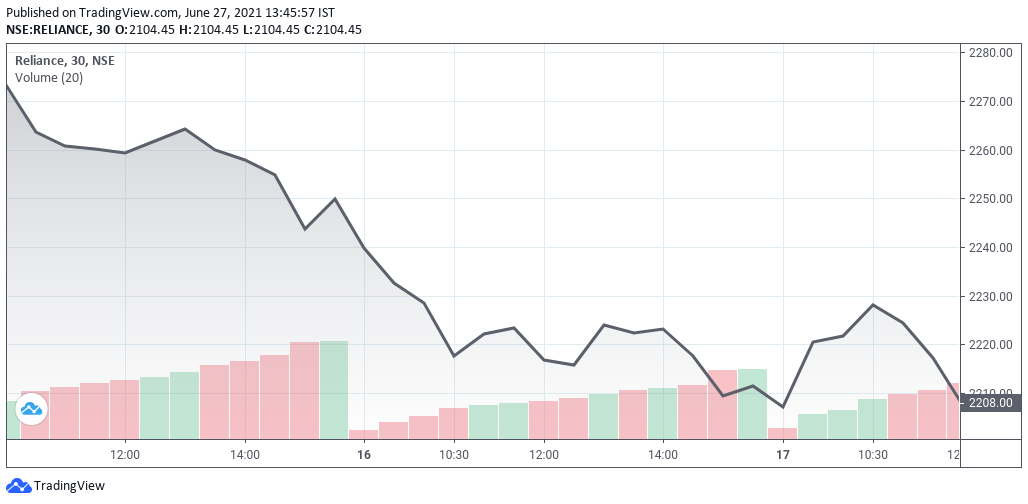 Published on TradingView.com, June 27, 2021 13:45:57 IST
NSE:RELIANCE, 30 O:2104.45 H:2104.45 L:2104.45 C:2104.45
Reliance, 30, NSE
Volume (20)
2280.00
2270.00
2260.00
2250.00
2240.00
2230.00
2220.00
2208.00
12:00 14:00 16 10:30 12:00 14:00 17 10:30 12
TradingView